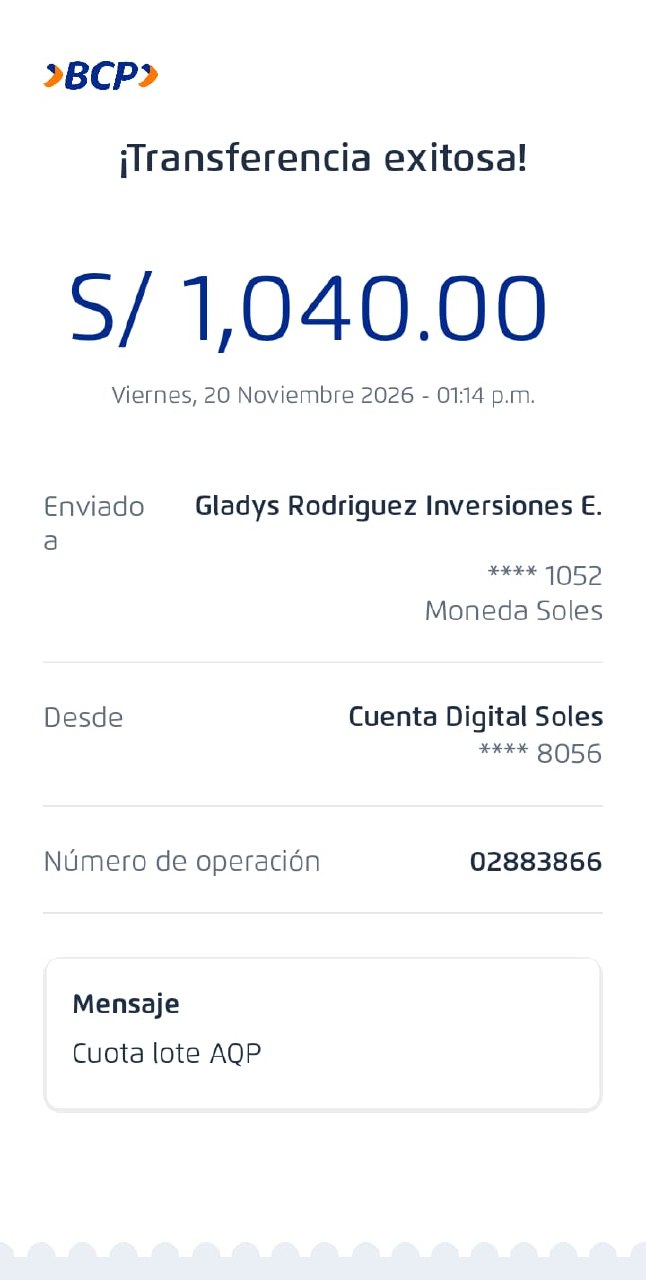 BCP
¡Transferencia exitosa!
S/ 1,040.00
Viernes, 20 Noviembre 2026 - 01:14 p.m.
Enviado a
Gladys Rodriguez Inversiones E.
**** 1052
Moneda Soles
Desde
Cuenta Digital Soles
**** 8056
Número de operación
02883866
Mensaje
Cuota lote AQP